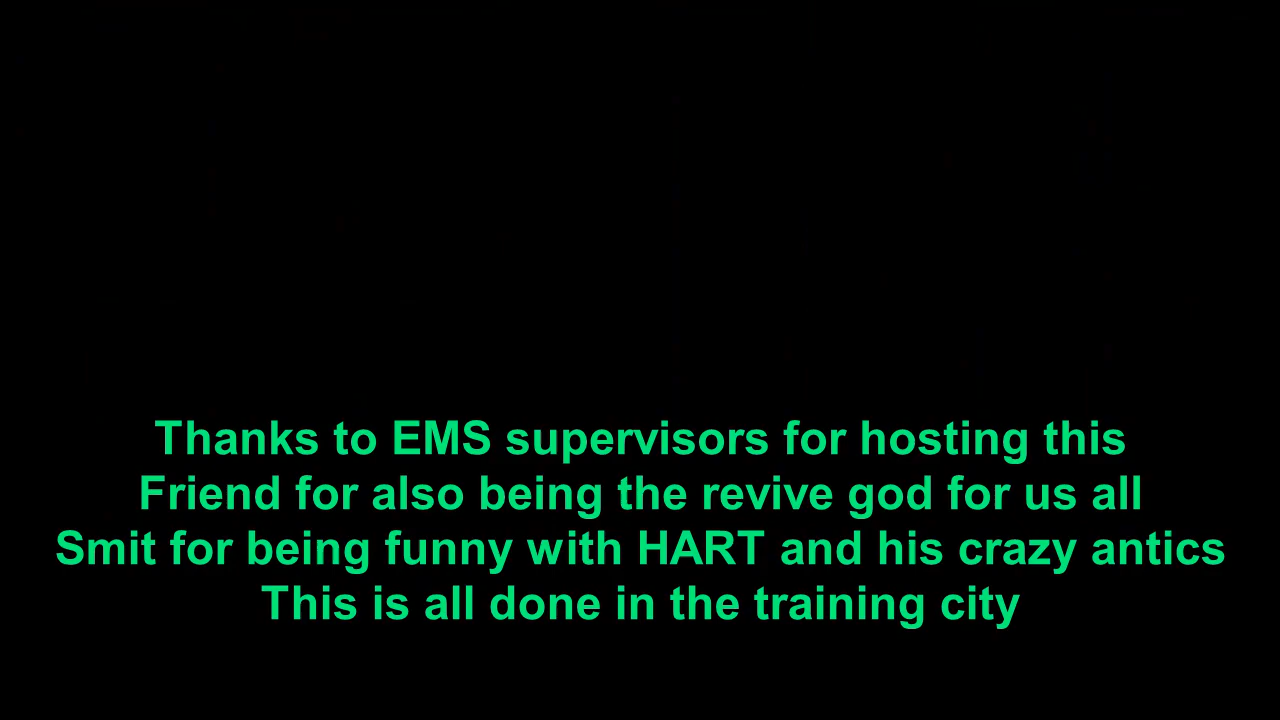 Thanks to EMS supervisors for hosting this
Friend for also being the revive god for us all
Smit for being funny with HART and his crazy antics
This is all done in the training city